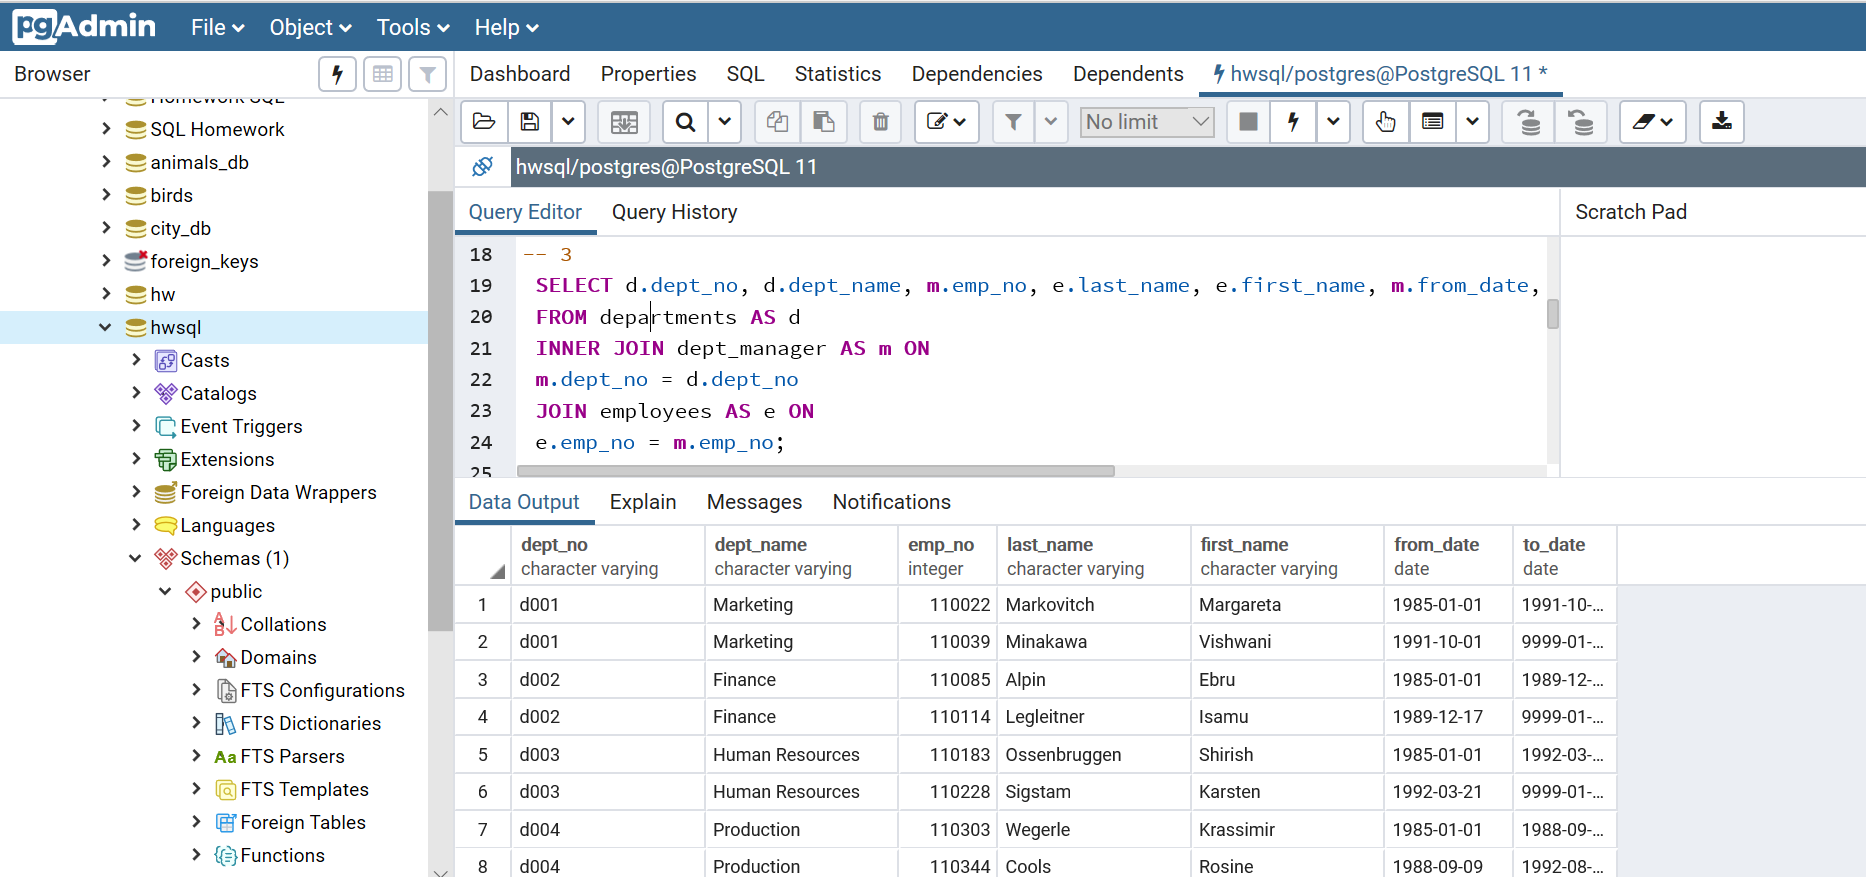 pgAdmin File Object Tools Help
Browser
Dashboard Properties SQL Statistics Dependencies Dependents hwsql/postgres@PostgreSQL 11 *
Homework SQL
SQL Homework
animals_db
birds
city_db
foreign_keys
hw
hwsql
Casts
Catalogs
Event Triggers
Extensions
Foreign Data Wrappers
Languages
Schemas (1)
public
Collations
Domains
FTS Configurations
FTS Dictionaries
Aa FTS Parsers
FTS Templates
Foreign Tables
Functions
No limit
hwsql/postgres@PostgreSQL 11
Query Editor Query History
Scratch Pad
18 -- 3
19 SELECT d.dept_no, d.dept_name, m.emp_no, e.last_name, e.first_name, m.from_date,
20 FROM departments AS d
21 INNER JOIN dept_manager AS m ON
22 m.dept_no = d.dept_no
23 JOIN employees AS e ON
24 e.emp_no = m.emp_no;
25
Data Output Explain Messages Notifications
dept_no dept_name emp_no last_name first_name from_date to_date
character varying character varying integer character varying character varying date date
1 d001 Marketing 110022 Markovitch Margareta 1985-01-01 1991-10-...
2 d001 Marketing 110039 Minakawa Vishwani 1991-10-01 9999-01-...
3 d002 Finance 110085 Alpin Ebru 1985-01-01 1989-12-...
4 d002 Finance 110114 Legleitner Isamu 1989-12-17 9999-01-...
5 d003 Human Resources 110183 Ossenbruggen Shirish 1985-01-01 1992-03-...
6 d003 Human Resources 110228 Sigstam Karsten 1992-03-21 9999-01-...
7 d004 Production 110303 Wegerle Krassimir 1985-01-01 1988-09-...
8 d004 Production 110344 Cools Rosine 1988-09-09 1992-08-...